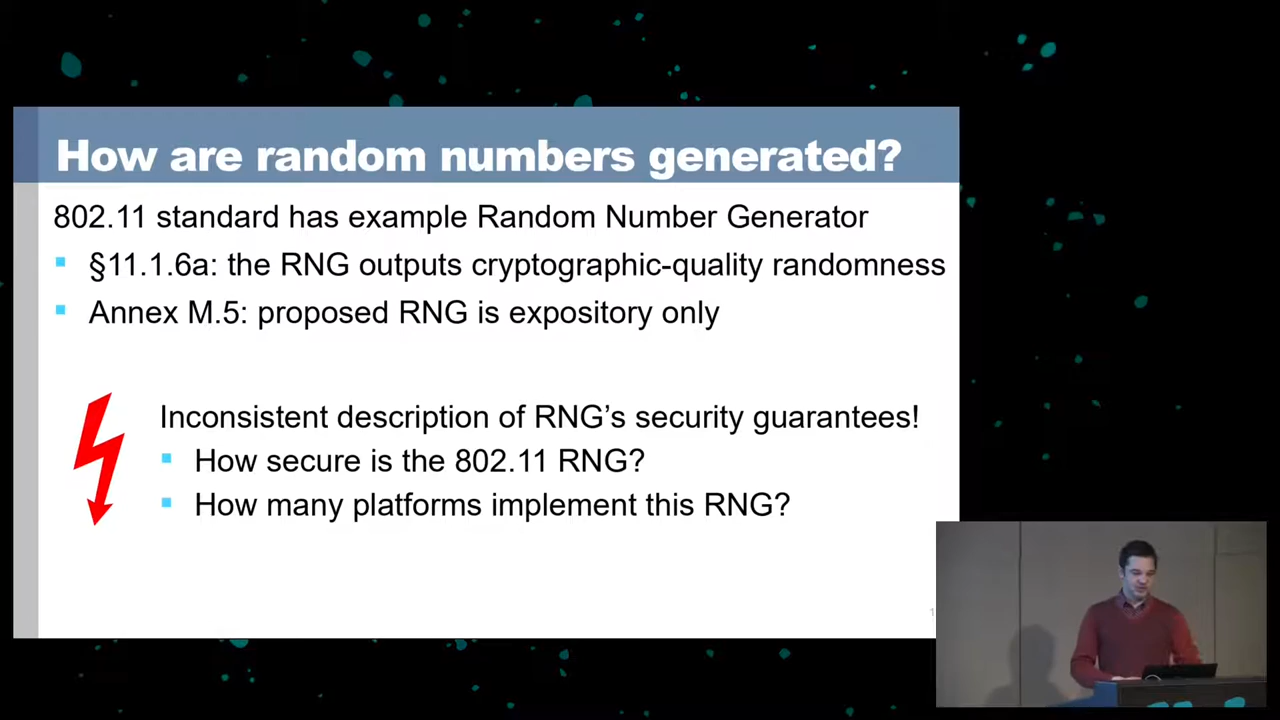 How are random numbers generated?
802.11 standard has example Random Number Generator
§11.1.6a: the RNG outputs cryptographic-quality randomness
Annex M.5: proposed RNG is expository only
Inconsistent description of RNG’s security guarantees!
How secure is the 802.11 RNG?
How many platforms implement this RNG?